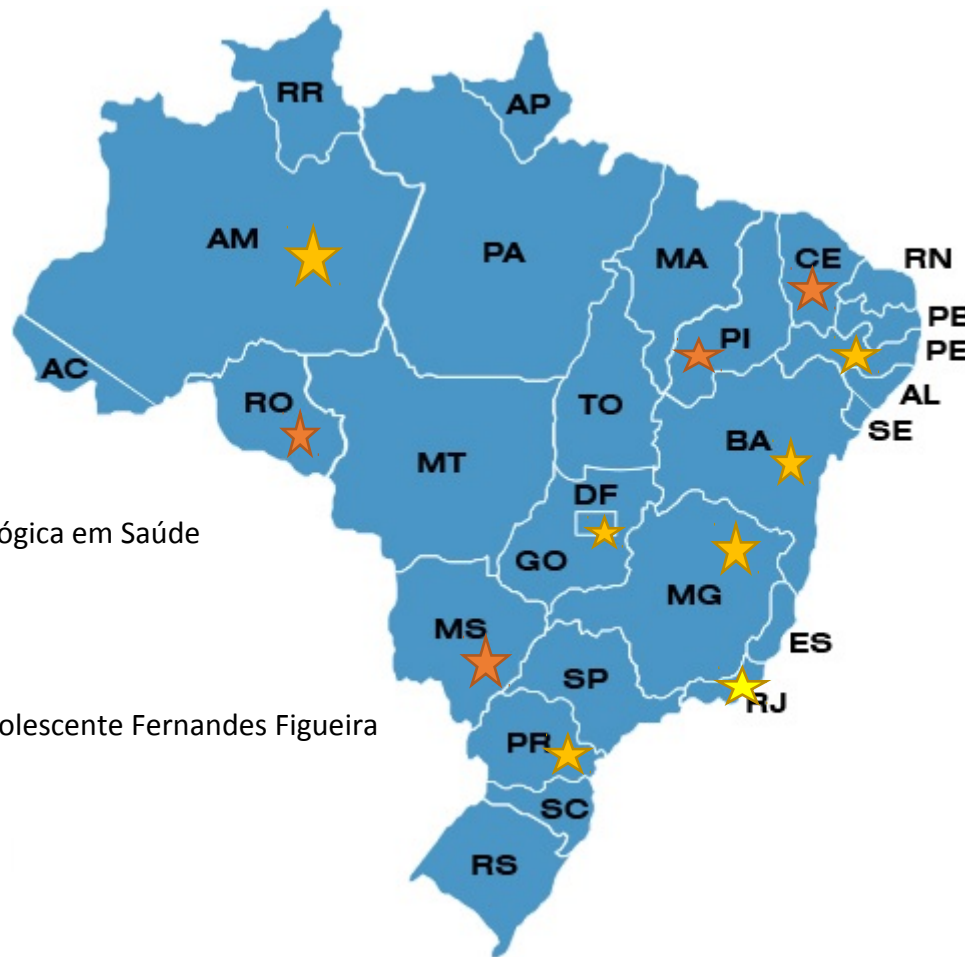 RR
AP
AM
PA
MA
CE
RN
PB
PE
PI
AC
RO
TO
AL
SE
BA
MT
DF
ógica em Saúde
GO
MG
MS
ES
SP
RJ
olescente Fernandes Figueira
PR
SC
RS